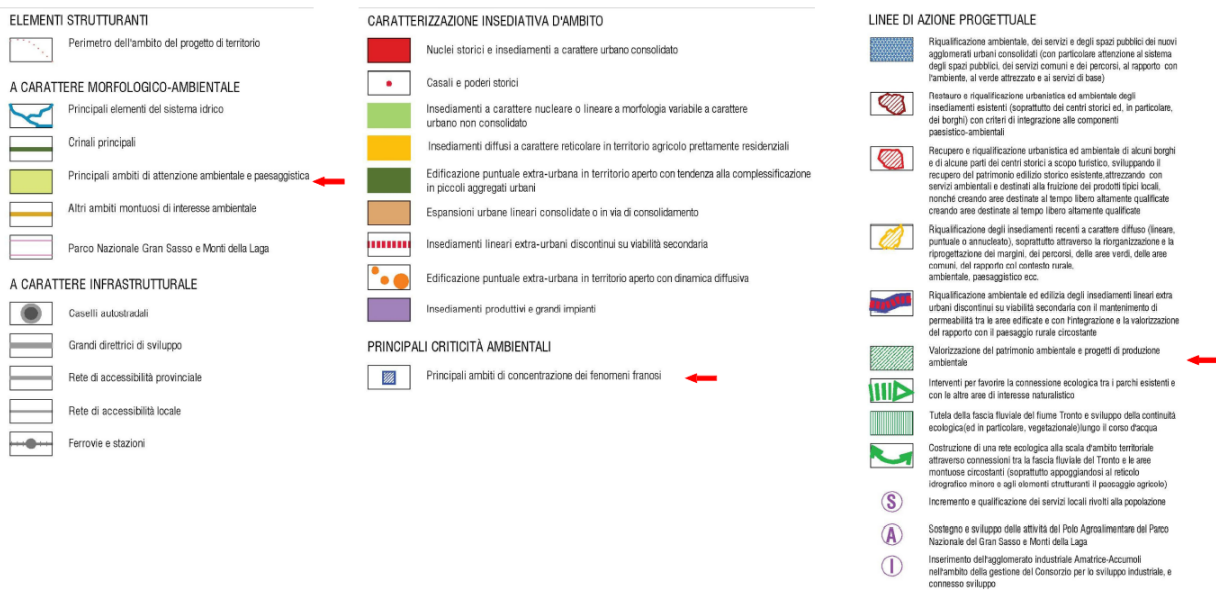 ELEMENTI STRUTTURANTI
Perimetro dell'ambito del progetto di territorio
A CARATTERE MORFOLOGICO-AMBIENTALE
Principali elementi del sistema idrico
Crinali principali
Principali ambiti di attenzione ambientale e paesaggistica
Altri ambiti montuosi di interesse ambientale
Parco Nazionale Gran Sasso e Monti della Laga
A CARATTERE INFRASTRUTTURALE
Caselli autostradali
Grandi direttrici di sviluppo
Rete di accessibilità provinciale
Rete di accessibilità locale
Ferrovie e stazioni
CARATTERIZZAZIONE INSEDIATIVA D'AMBITO
Nuclei storici e insediamenti a carattere urbano consolidato
Casali e poderi storici
Insediamenti a carattere nucleare o lineare a morfologia variabile a carattere
urbano non consolidato
Insediamenti diffusi a carattere reticolare in territorio agricolo prettamente residenziali
Edificazione puntuale extra-urbana in territorio aperto con tendenza alla complessificazione
in piccoli aggregati urbani
Espansioni urbane lineari consolidate o in via di consolidamento
Insediamenti lineari extra-urbani discontinui su viabilità secondaria
Edificazione puntuale extra-urbana in territorio aperto con dinamica diffusiva
Insediamenti produttivi e grandi impianti
PRINCIPALI CRITICITÀ AMBIENTALI
Principali ambiti di concentrazione dei fenomeni franosi
LINEE DI AZIONE PROGETTUALE
Riqualificazione ambientale, dei servizi e degli spazi pubblici dei nuovi
agglomerati urbani consolidati (con particolare attenzione al sistema
degli spazi pubblici, dei servizi comuni e dei percorsi, al rapporto con
l'ambiente, al verde attrezzato e ai servizi di base)
Restauro e riqualificazione urbanistica ed ambientale degli
insediamenti esistenti (soprattutto dei centri storici ed, in particolare,
dei borghi) con criteri di integrazione alle componenti
paesistico-ambientali
Recupero e riqualificazione urbanistica ed ambientale di alcuni borghi
e di alcune parti dei centri storici a scopo turistico, sviluppando il
recupero del patrimonio edilizio storico esistente,attrezzando con
servizi ambientali e destinati alla fruizione dei prodotti tipici locali,
nonché creando aree destinate al tempo libero altamente qualificate
creando aree destinate al tempo libero altamente qualificate
Riqualificazione degli insediamenti recenti a carattere diffuso (lineare,
puntuale o annucleato), soprattutto attraverso la riorganizzazione e la
riprogettazione dei margini, dei percorsi, delle aree verdi, delle aree
comuni, del rapporto col contesto rurale,
ambientale, paesaggistico ecc.
Riqualificazione ambientale ed edilizia degli insediamenti lineari extra
urbani discontinui su viabilità secondaria con il mantenimento di
permeabilità tra le aree edificate e con l'integrazione e la valorizzazione
del rapporto con il paesaggio rurale circostante
Valorizzazione del patrimonio ambientale e progetti di produzione
ambientale
Interventi per favorire la connessione ecologica tra i parchi esistenti e
con le altre area di interesse naturalistico
Tutela della fascia fluviale del fiume Tronto e sviluppo della continuità
ecologica(ed in particolare, vegetazionale)lungo il corso d'acqua
Costruzione di una rete ecologica alla scala d'ambito territoriale
attraverso connessioni tra la fascia fluviale del Tronto e le aree
montuose circostanti (soprattutto appoggiandosi al reticolo
idrografico minore e agli elementi strutturanti il paesaggio agricolo)
S Incremento e qualificazione dei servizi locali rivolti alla popolazione
A Sostegno e sviluppo delle attività del Polo Agroalimentare del Parco
Nazionale del Gran Sasso e Monti della Laga
I Inserimento dell'agglomerato industriale Amatrice-Accumoli
nell'ambito della gestione del Consorzio per lo sviluppo industriale, e
connesso sviluppo